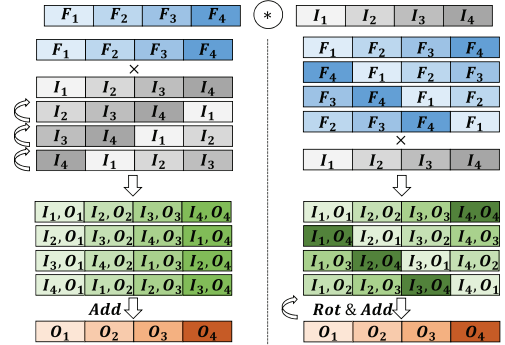 F₁ F₂ F₃ F₄ * I₁ I₂ I₃ I₄
F₁ F₂ F₃ F₄
×
I₁ I₂ I₃ I₄
I₂ I₃ I₄ I₁
I₃ I₄ I₁ I₂
I₄ I₁ I₂ I₃
I₁, O₁ I₂, O₂ I₃, O₃ I₄, O₄
I₂, O₁ I₃, O₂ I₄, O₃ I₁, O₄
I₃, O₁ I₄, O₂ I₁, O₃ I₂, O₄
I₄, O₁ I₁, O₂ I₂, O₃ I₃, O₄
Add
O₁ O₂ O₃ O₄
F₁ F₂ F₃ F₄
F₄ F₁ F₂ F₃
F₃ F₄ F₁ F₂
F₂ F₃ F₄ F₁
×
I₁ I₂ I₃ I₄
I₁, O₁ I₂, O₂ I₃, O₃ I₄, O₄
I₁, O₄ I₂, O₁ I₃, O₂ I₄, O₃
I₁, O₃ I₂, O₄ I₃, O₁ I₄, O₂
I₁, O₂ I₂, O₃ I₃, O₄ I₄, O₁
Rot & Add
O₁ O₂ O₃ O₄